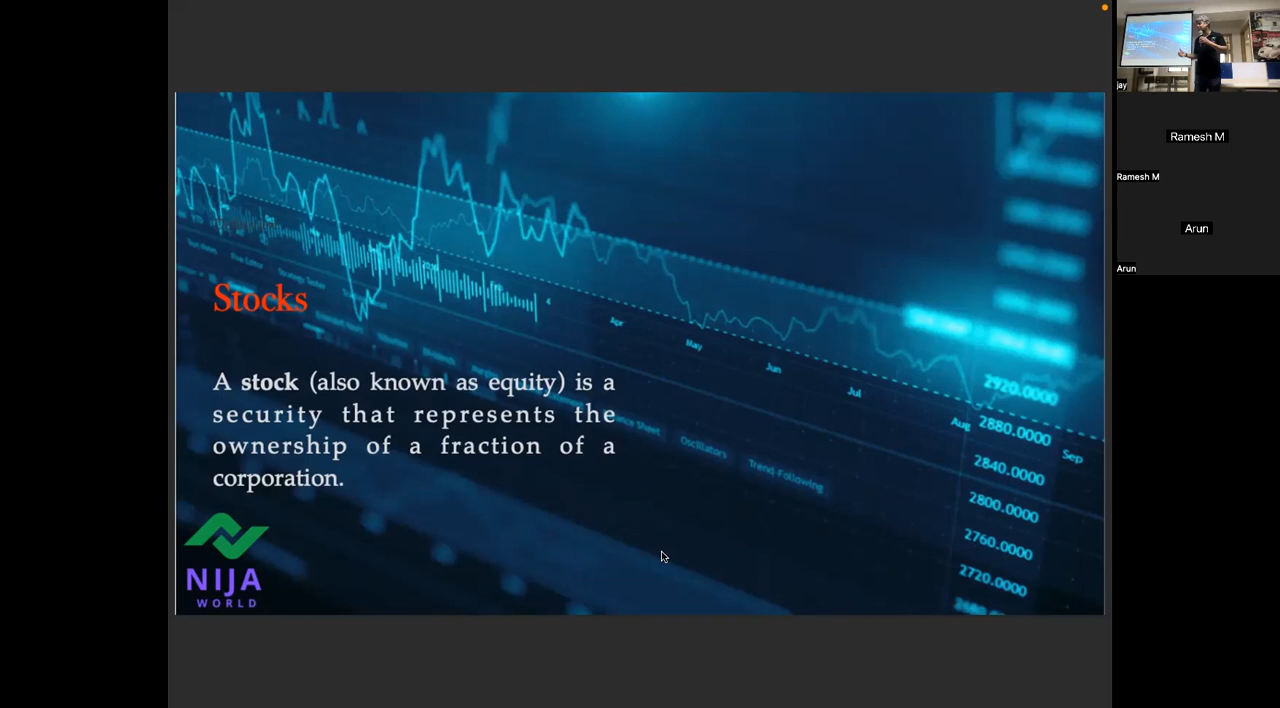 Stocks
A stock (also known as equity) is a
security that represents the
ownership of a fraction of a
corporation.
NIJA
WORLD
Apr
May
Jun
Jul
Aug
Sep
Oscillators
Trend-Following
2920.0000
2880.0000
2840.0000
2800.0000
2760.0000
2720.0000
jay
Ramesh M
Ramesh M
Arun
Arun